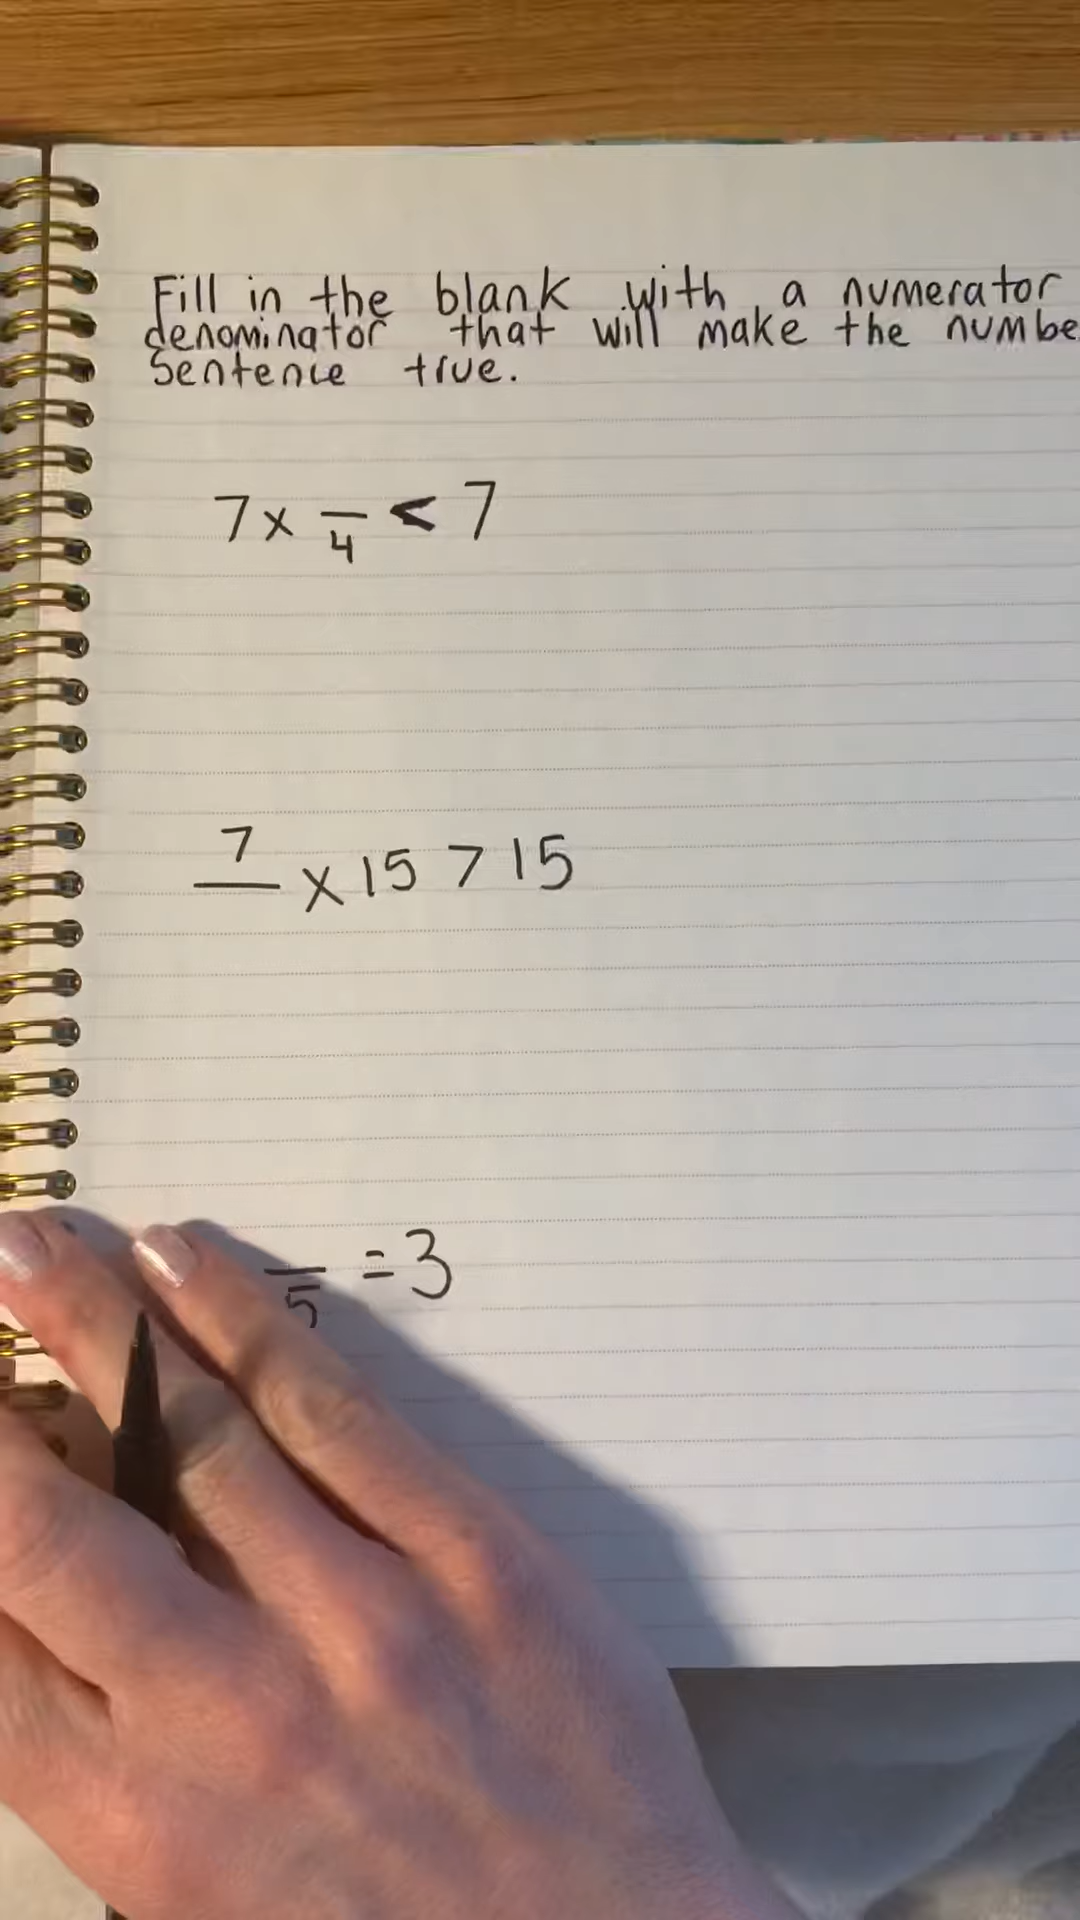 Fill in the blank with a numerator
denominator that will make the numbe
Sentence true.
7 x _/4 < 7
7/_ x 15 > 15
_/5 = 3